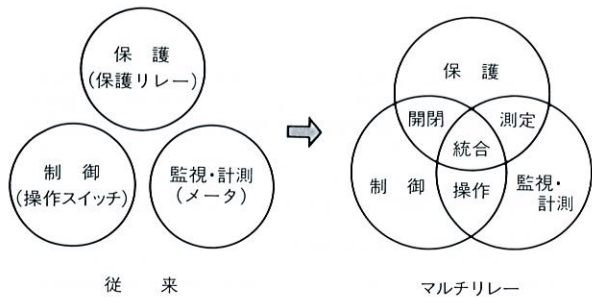 保護
(保護リレー)
制御
(操作スイッチ)
監視・計測
(メータ)
従来
保護
開閉
測定
統合
制御
操作
監視・
計測
マルチリレー